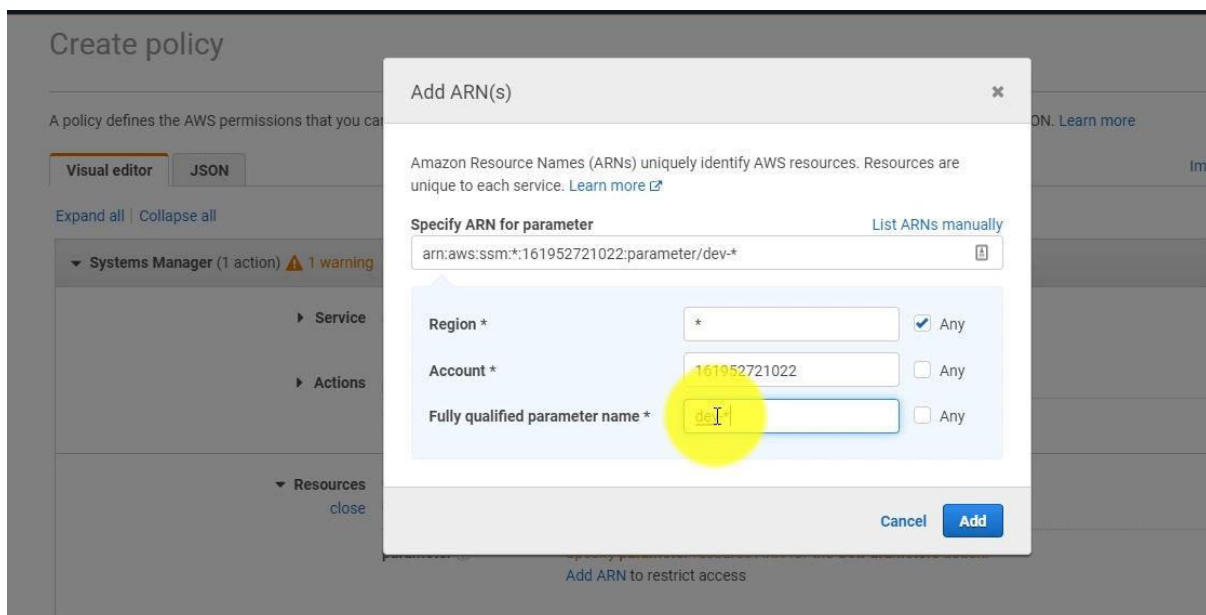 Create policy
A policy defines the AWS permissions that you ca
ON. Learn more
Visual editor
JSON
Im
Expand all | Collapse all
Systems Manager (1 action) 1 warning
Service
Actions
Resources
close
Add ARN(s)
Amazon Resource Names (ARNs) uniquely identify AWS resources. Resources are
unique to each service. Learn more
Specify ARN for parameter
List ARNs manually
arn:aws:ssm:*:161952721022:parameter/dev-*
Region * * Any
Account * 161952721022 Any
Fully qualified parameter name * dev-* Any
Cancel Add
Add ARN to restrict access